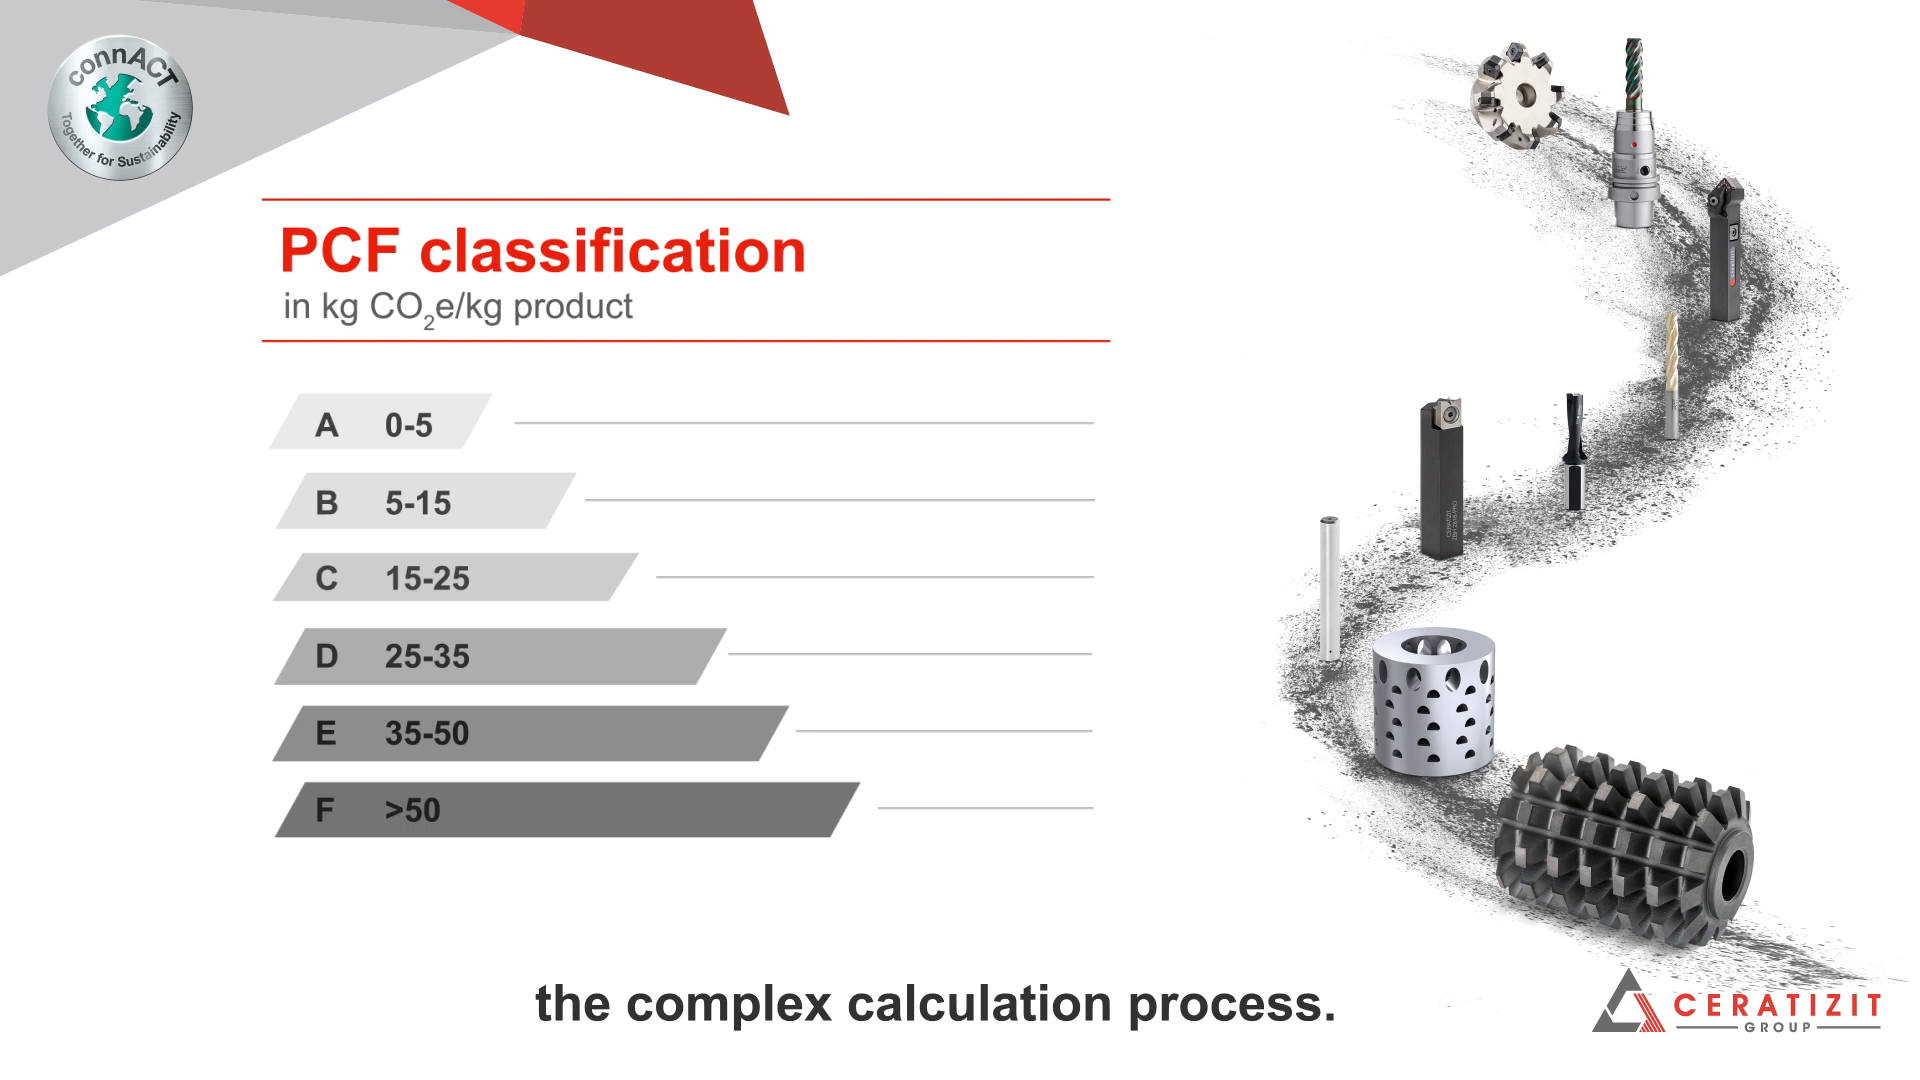 connACT
Together for Sustainability
PCF classification
in kg CO₂e/kg product
A 0-5
B 5-15
C 15-25
D 25-35
E 35-50
F >50
the complex calculation process.
CERATIZIT
GROUP